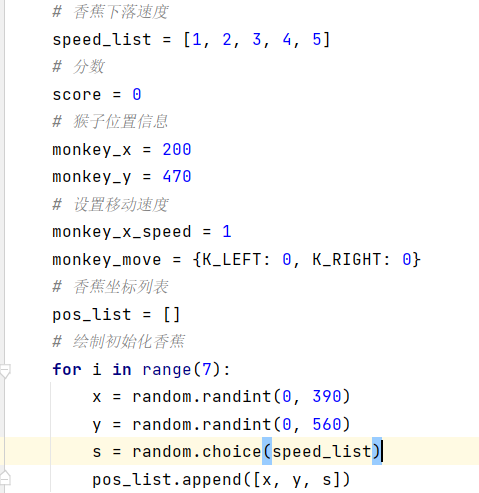 # 香蕉下落速度
speed_list = [1, 2, 3, 4, 5]
# 分数
score = 0
# 猴子位置信息
monkey_x = 200
monkey_y = 470
# 设置移动速度
monkey_x_speed = 1
monkey_move = {K_LEFT: 0, K_RIGHT: 0}
# 香蕉坐标列表
pos_list = []
# 绘制初始化香蕉
for i in range(7):
    x = random.randint(0, 390)
    y = random.randint(0, 560)
    s = random.choice(speed_list)
    pos_list.append([x, y, s])